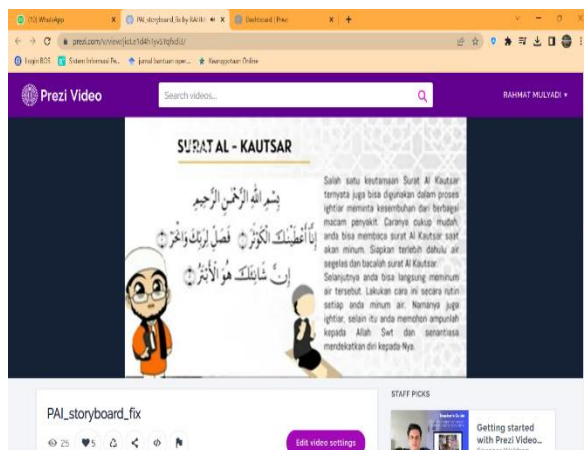 (10) WhatsApp
PAI_storyboard_fix by RAHM
Dashboard | Prezi
prezi.com/v/view/
Login BOS
Sistem Informasi Pe...
jurnal bantuan oper...
Keanggotaan Online
Prezi Video
Search videos...
RAHMAT MULYADI
SURAT AL - KAUTSAR
بِسْمِ اللَّهِ الرَّحْمَنِ الرَّحِيمِ
إِنَّا أَعْطَيْنَكَ الْكَوْثَرَ ۝١ فَصَلِّ لِرَبِّكَ وَانْحَرْ ۝٢
إِنَّ شَانِئَكَ هُوَ الْأَبْتَرُ ۝٣
Salah satu keutamaan Surat Al Kautsar
ternyata juga bisa digunakan dalam proses
ightiar meminta kesembuhan dari berbagai
macam penyakit. Caranya cukup mudah,
anda bisa membaca surat Al Kautsar saat
akan minum. Siapkan terlebih dahulu air
segelas dan bacalah surat Al Kautsar.
Selanjutnya anda bisa langsung meminum
air tersebut. Lakukan cara ini secara rutin
setiap anda minum air. Namanya juga
ightiar, selain itu anda memohon ampunlah
kepada Allah Swt dan senantiasa
mendekatkan diri kepada-Nya.
PAI_storyboard_fix
25
5
Edit video settings
STAFF PICKS
Getting started
with Prezi Video...